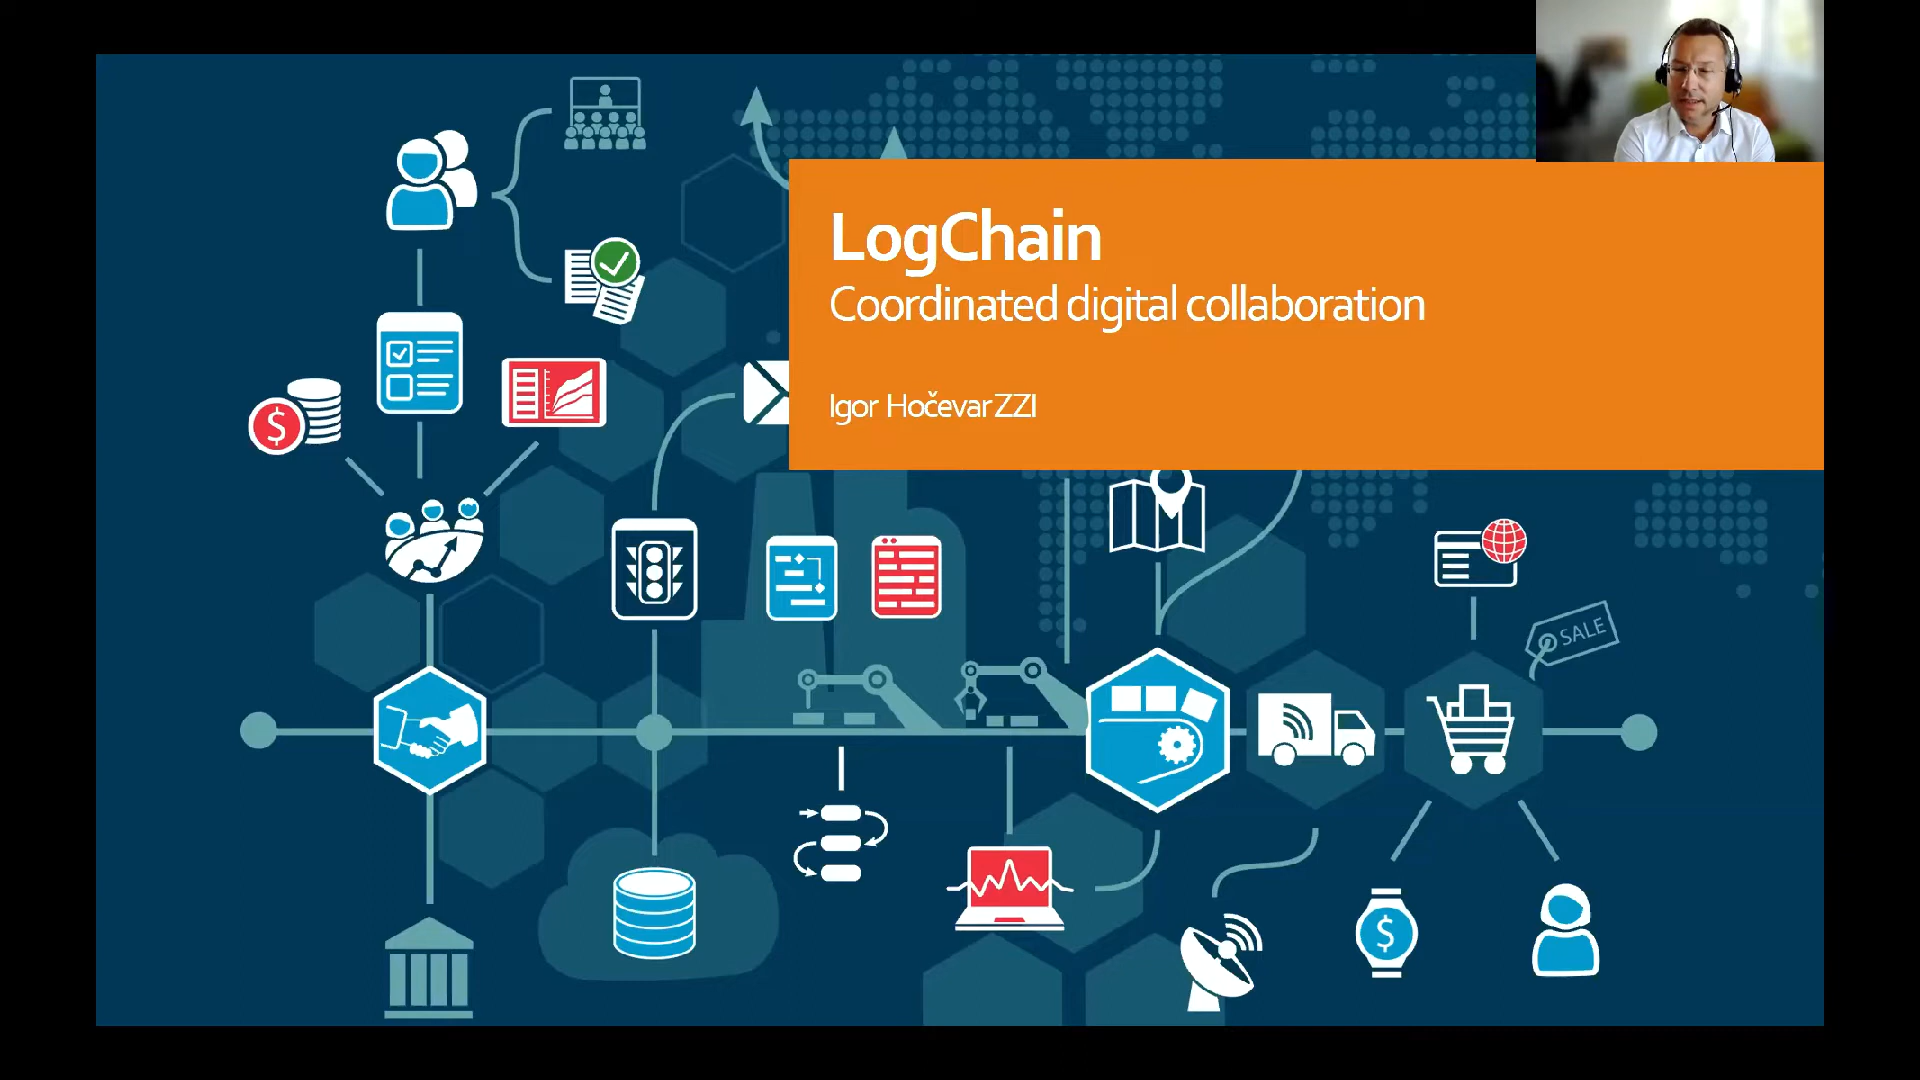 LogChain
Coordinated digital collaboration
Igor Hočevar ZZI
$
SALE
$